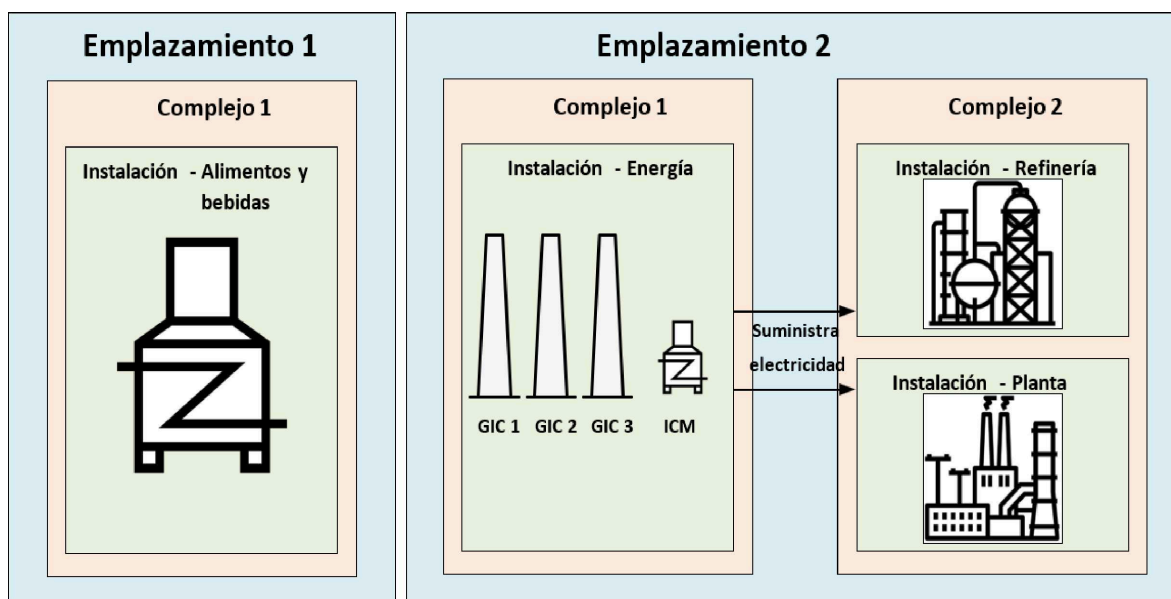 Emplazamiento 1
Complejo 1
Instalación - Alimentos y
bebidas
Emplazamiento 2
Complejo 1
Instalación - Energía
GIC 1
GIC 2
GIC 3
ICM
Suministra
electricidad
Complejo 2
Instalación - Refinería
Instalación - Planta